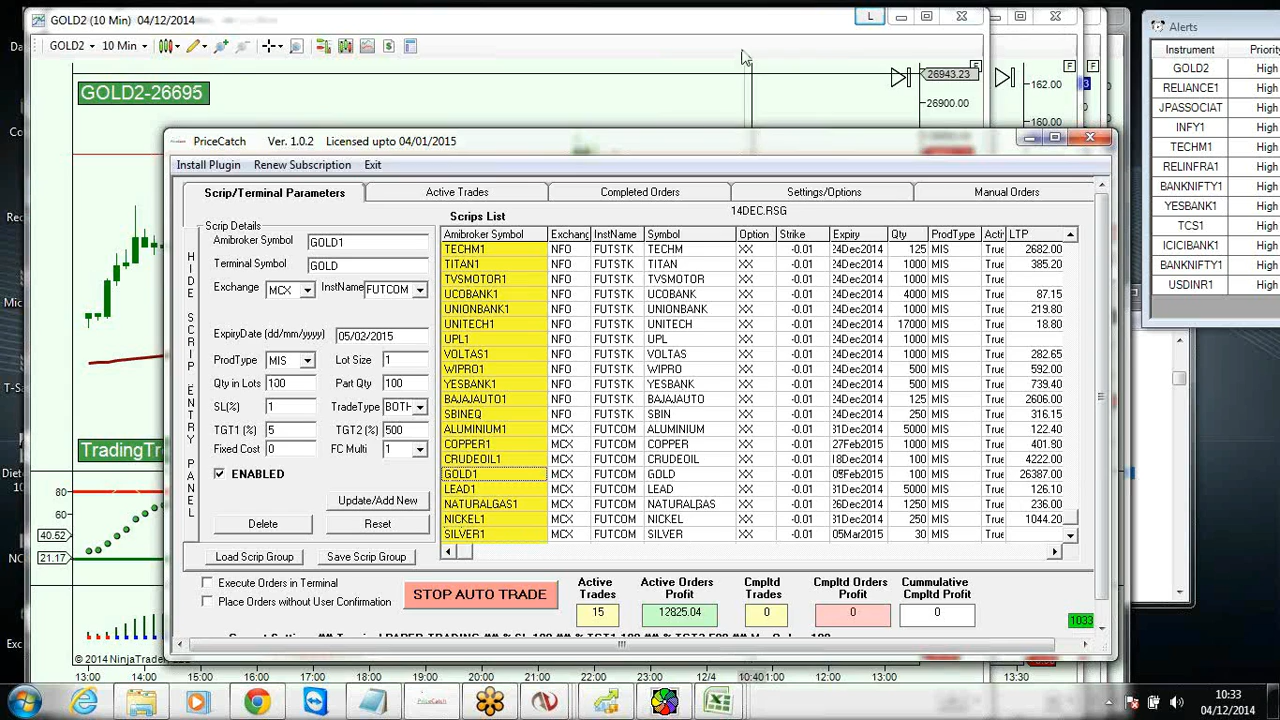 GOLD2 (10 Min) 04/12/2014
L
GOLD2
10 Min
F
F
F
GOLD2-26695
26943.23
26900.00
162.00
160.00
Alerts
Instrument
Priority
GOLD2 High
RELIANCE1 High
JPASSOCIAT High
INFY1 High
TECHM1 High
RELINFRA1 High
BANKNIFTY1 High
YESBANK1 High
TCS1 High
ICICIBANK1 High
BANKNIFTY1 High
USDINR1 High
PriceCatch Ver. 1.0.2 Licensed upto 04/01/2015
Install Plugin Renew Subscription Exit
Scrip/Terminal Parameters
Active Trades
Completed Orders
Settings/Options
Manual Orders
HIDE SCRIP ENTRY PANEL
Scrip Details
Amibroker Symbol GOLD1
Terminal Symbol GOLD
Exchange MCX InstName FUTCOM
ExpiryDate (dd/mm/yyyy) 05/02/2015
ProdType MIS Lot Size 1
Qty in Lots 100 Part Qty 100
SL(%) 1 TradeType BOTH
TGT1 (%) 5 TGT2 (%) 500
Fixed Cost 0 FC Multi 1
ENABLED
Update/Add New
Delete
Reset
Load Scrip Group
Save Scrip Group
Scrips List
14DEC.RSG
Amibroker Symbol Exchang InstName Symbol Option Strike Expiry Qty ProdType Acti LTP
TECHM1 NFO FUTSTK TECHM XX -0.01 24Dec2014 125 MIS True 2682.00
TITAN1 NFO FUTSTK TITAN XX -0.01 24Dec2014 1000 MIS True 385.20
TVSMOTOR1 NFO FUTSTK TVSMOTOR XX -0.01 24Dec2014 1000 MIS True
UCOBANK1 NFO FUTSTK UCOBANK XX -0.01 24Dec2014 4000 MIS True 87.15
UNIONBANK1 NFO FUTSTK UNIONBANK XX -0.01 24Dec2014 1000 MIS True 219.80
UNITECH1 NFO FUTSTK UNITECH XX -0.01 24Dec2014 17000 MIS True 18.80
UPL1 NFO FUTSTK UPL XX -0.01 24Dec2014 1000 MIS True
VOLTAS1 NFO FUTSTK VOLTAS XX -0.01 24Dec2014 1000 MIS True 282.65
WIPRO1 NFO FUTSTK WIPRO XX -0.01 24Dec2014 500 MIS True 592.00
YESBANK1 NFO FUTSTK YESBANK XX -0.01 24Dec2014 500 MIS True 739.40
BAJAJAUTO1 NFO FUTSTK BAJAJAUTO XX -0.01 24Dec2014 125 MIS True 2606.00
SBINEQ NFO FUTSTK SBIN XX -0.01 24Dec2014 1000 MIS True 316.15
ALUMINIUM1 MCX FUTCOM ALUMINIUM XX -0.01 31Dec2014 5000 MIS True 122.40
COPPER1 MCX FUTCOM COPPER XX -0.01 27Feb2015 1000 MIS True 401.90
CRUDEOIL1 MCX FUTCOM CRUDEOIL XX -0.01 18Dec2014 100 MIS True 4222.00
GOLD1 MCX FUTCOM GOLD XX -0.01 05Feb2015 100 MIS True 26387.00
LEAD1 MCX FUTCOM LEAD XX -0.01 31Dec2014 5000 MIS True 126.10
NATURALGAS1 MCX FUTCOM NATURALGAS XX -0.01 26Dec2014 1250 MIS True 236.00
NICKEL1 MCX FUTCOM NICKEL XX -0.01 31Dec2014 250 MIS True 1044.20
SILVER1 MCX FUTCOM SILVER XX -0.01 05Mar2015 30 MIS True
Execute Orders in Terminal
Place Orders without User Confirmation
STOP AUTO TRADE
Active Trades
15
Active Orders Profit
12825.04
Cmpltd Trades
0
Cmpltd Orders Profit
0
Cummulative Cmpltd Profit
0
1033
TradingTr
80
60
40.52
21.17
© 2014 NinjaTrader
13:00 14:00 15:00 16:00 17:00 18:00 19:00 20:00 21:00 22:00 23:00 12/4 10:40 11:00 12:00 13:00
10:33
04/12/2014